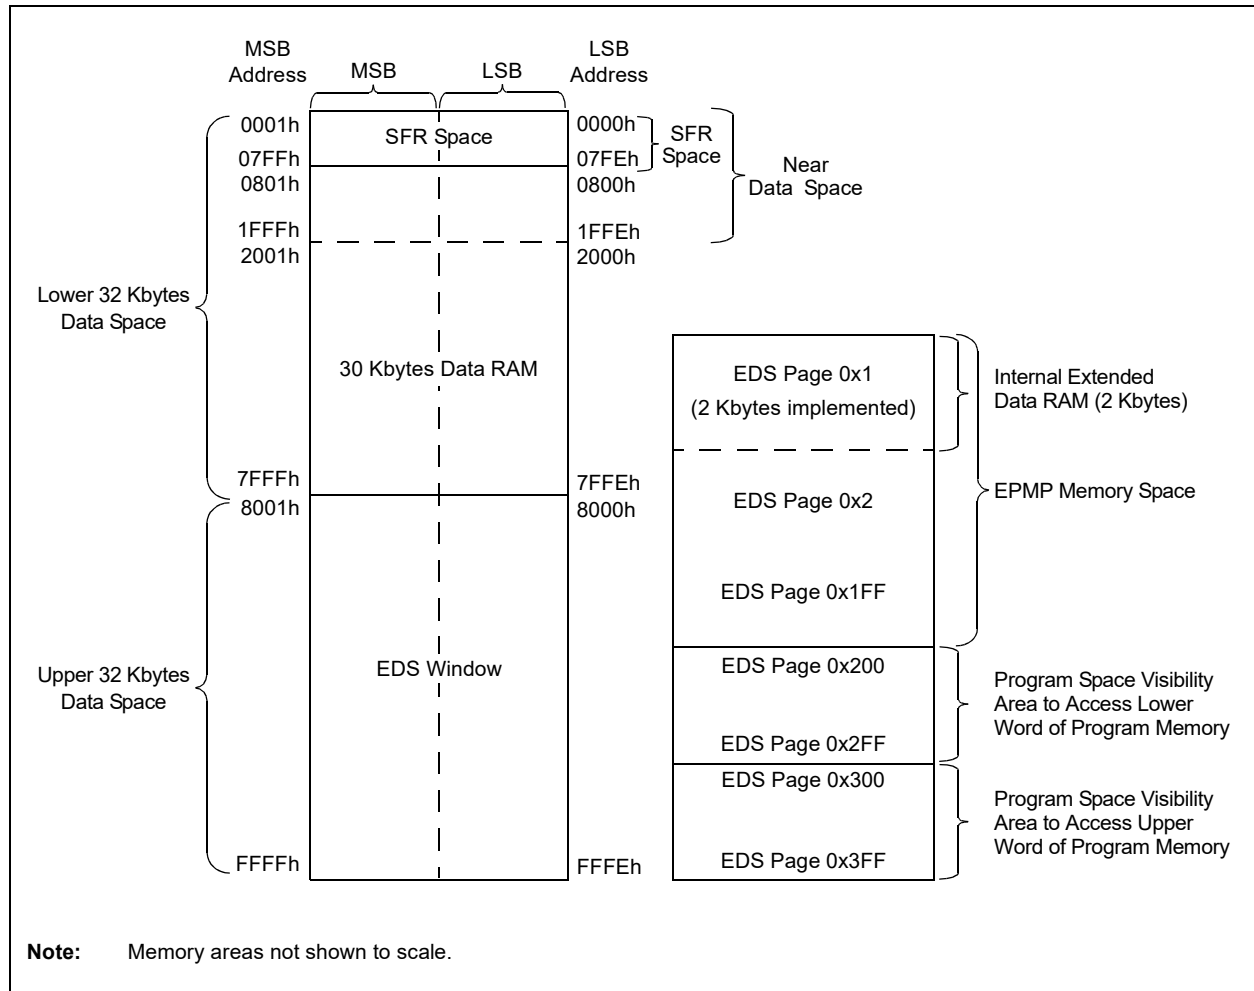 MSB
Address
MSB
LSB
LSB
Address
0001h
SFR Space
0000h
SFR
Space
07FFh
07FEh
0801h
0800h
Near
Data Space
1FFFh
1FFEh
2001h
2000h
Lower 32 Kbytes
Data Space
30 Kbytes Data RAM
7FFFh
7FFEh
8001h
8000h
Upper 32 Kbytes
Data Space
EDS Window
FFFFh
FFFEh
EDS Page 0x1
(2 Kbytes implemented)
Internal Extended
Data RAM (2 Kbytes)
EDS Page 0x2
EPMP Memory Space
EDS Page 0x1FF
EDS Page 0x200
EDS Page 0x2FF
Program Space Visibility
Area to Access Lower
Word of Program Memory
EDS Page 0x300
EDS Page 0x3FF
Program Space Visibility
Area to Access Upper
Word of Program Memory
Note: Memory areas not shown to scale.